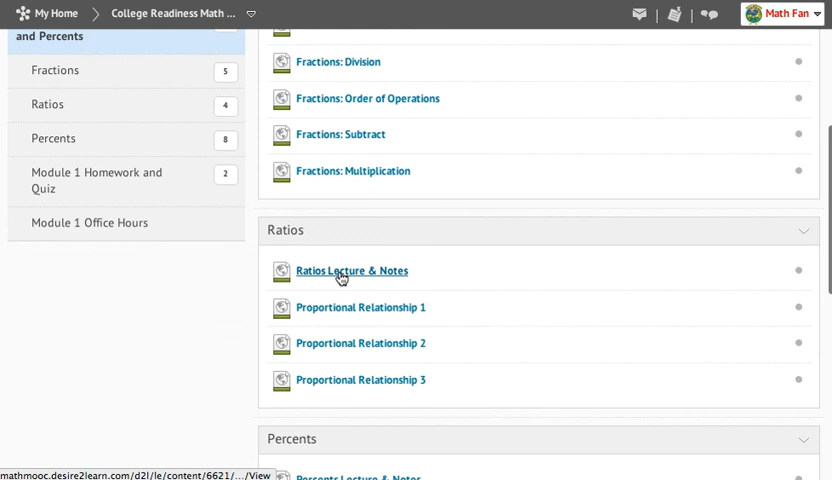 My Home
College Readiness Math ...
Math Fan
and Percents
Fractions 5
Ratios 4
Percents 8
Module 1 Homework and
Quiz
2
Module 1 Office Hours
Fractions: Division
Fractions: Order of Operations
Fractions: Subtract
Fractions: Multiplication
Ratios
Ratios Lecture & Notes
Proportional Relationship 1
Proportional Relationship 2
Proportional Relationship 3
Percents
Percents Lecture & Notes
mathmooc.desire2learn.com/d2l/le/content/6621/.../View